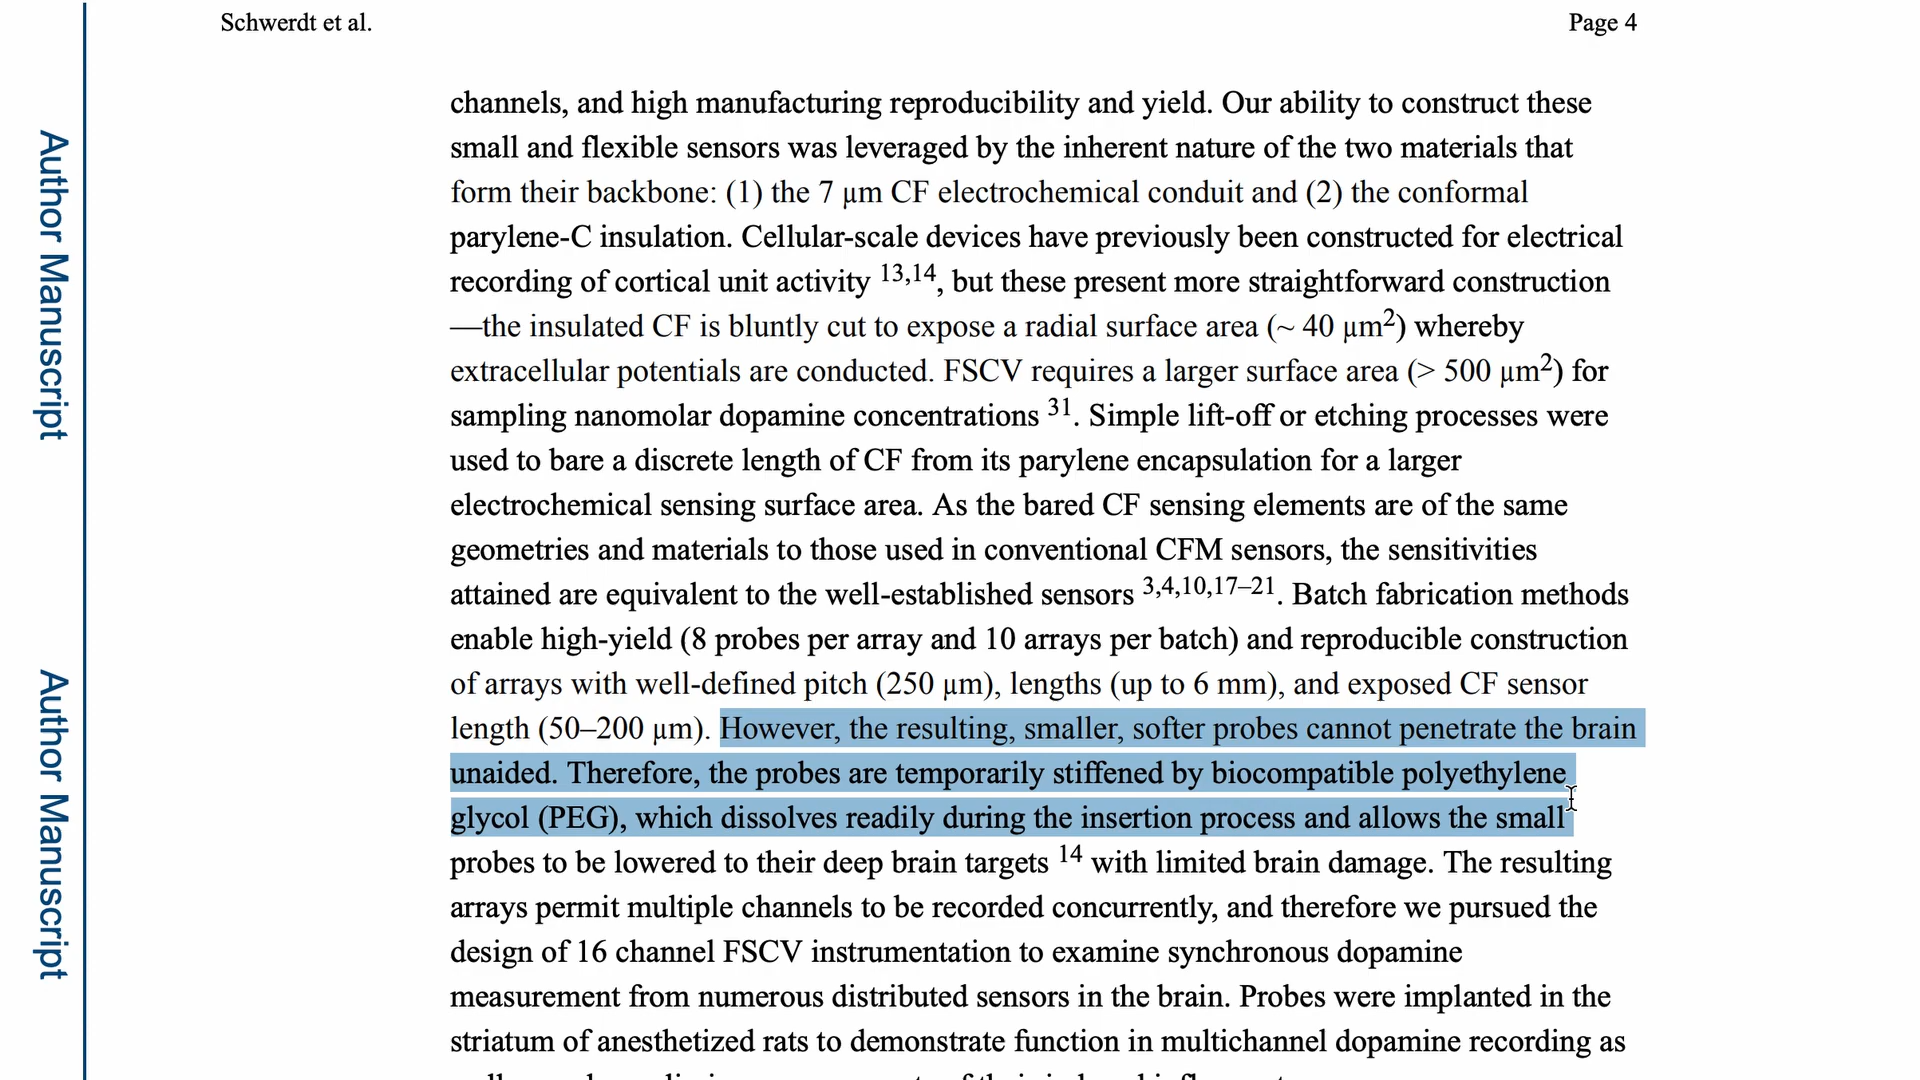 Schwerdt et al.
Page 4
Author Manuscript
Author Manuscript
channels, and high manufacturing reproducibility and yield. Our ability to construct these
small and flexible sensors was leveraged by the inherent nature of the two materials that
form their backbone: (1) the 7 μm CF electrochemical conduit and (2) the conformal
parylene-C insulation. Cellular-scale devices have previously been constructed for electrical
recording of cortical unit activity 13,14, but these present more straightforward construction
—the insulated CF is bluntly cut to expose a radial surface area (~ 40 μm2) whereby
extracellular potentials are conducted. FSCV requires a larger surface area (> 500 μm2) for
sampling nanomolar dopamine concentrations 31. Simple lift-off or etching processes were
used to bare a discrete length of CF from its parylene encapsulation for a larger
electrochemical sensing surface area. As the bared CF sensing elements are of the same
geometries and materials to those used in conventional CFM sensors, the sensitivities
attained are equivalent to the well-established sensors 3,4,10,17–21. Batch fabrication methods
enable high-yield (8 probes per array and 10 arrays per batch) and reproducible construction
of arrays with well-defined pitch (250 μm), lengths (up to 6 mm), and exposed CF sensor
length (50–200 μm). However, the resulting, smaller, softer probes cannot penetrate the brain
unaided. Therefore, the probes are temporarily stiffened by biocompatible polyethylene
glycol (PEG), which dissolves readily during the insertion process and allows the small
probes to be lowered to their deep brain targets 14 with limited brain damage. The resulting
arrays permit multiple channels to be recorded concurrently, and therefore we pursued the
design of 16 channel FSCV instrumentation to examine synchronous dopamine
measurement from numerous distributed sensors in the brain. Probes were implanted in the
striatum of anesthetized rats to demonstrate function in multichannel dopamine recording as